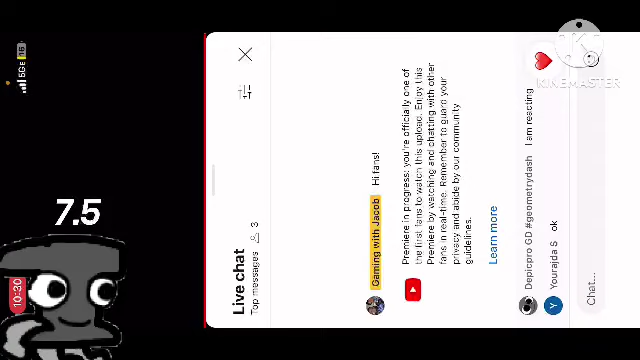 10:30
5GE 15
7.5
KINEMASTER
Live chat
Top messages 3
Gaming with Jacob Hi fans!
Premiere in progress: you're officially one of
the first fans to watch this upload. Enjoy this
Premiere by watching and chatting with other
fans in real-time. Remember to guard your
privacy and abide by our community
guidelines.
Learn more
Depicpro GD #geometrydash I am reacting
Y Yourajda S ok
Chat...